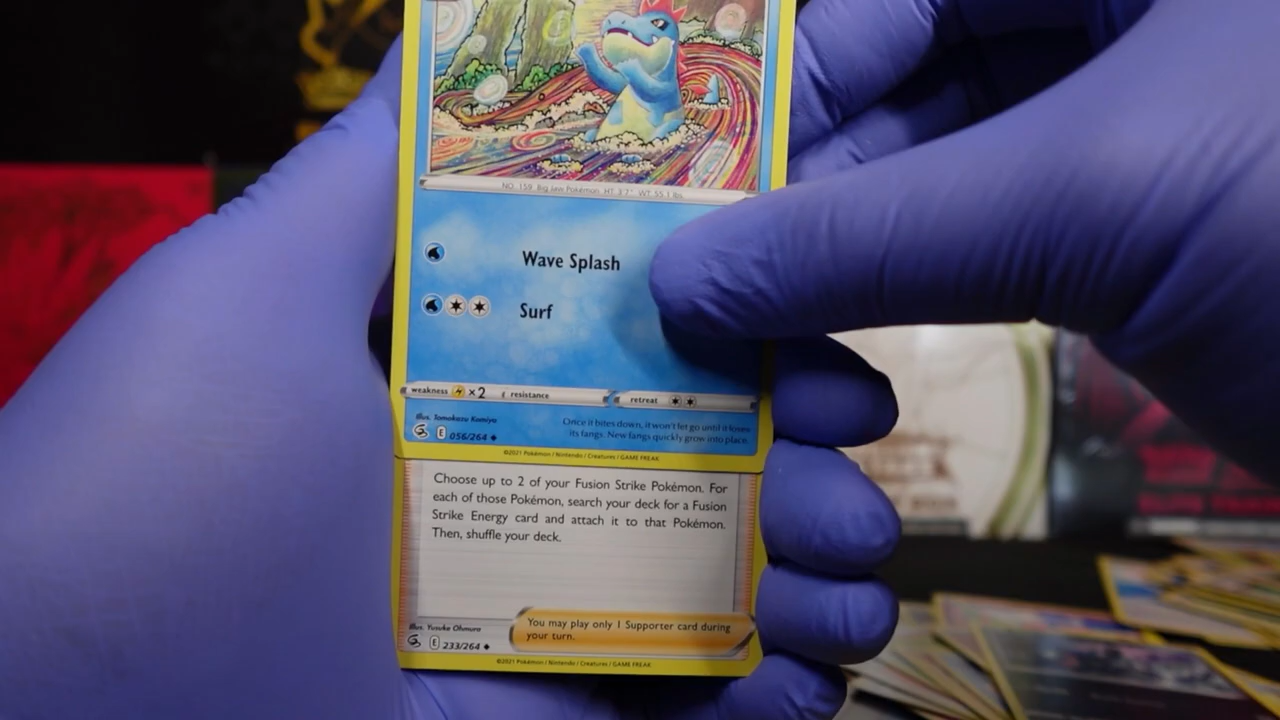 NO. 159 Big Jaw Pokémon HT 3'7" WT 55.1 lbs.
Wave Splash
Surf
weakness ×2 resistance retreat
Illus. Tomokazu Komiya
Once it bites down, it won't let go until it loses
its fangs. New fangs quickly grow into place.
E 056/264
©2021 Pokémon / Nintendo / Creatures / GAME FREAK
Choose up to 2 of your Fusion Strike Pokémon. For
each of those Pokémon, search your deck for a Fusion
Strike Energy card and attach it to that Pokémon.
Then, shuffle your deck.
You may play only 1 Supporter card during
your turn.
Illus. Yusuke Ohmura
E 233/264
©2021 Pokémon / Nintendo / Creatures / GAME FREAK